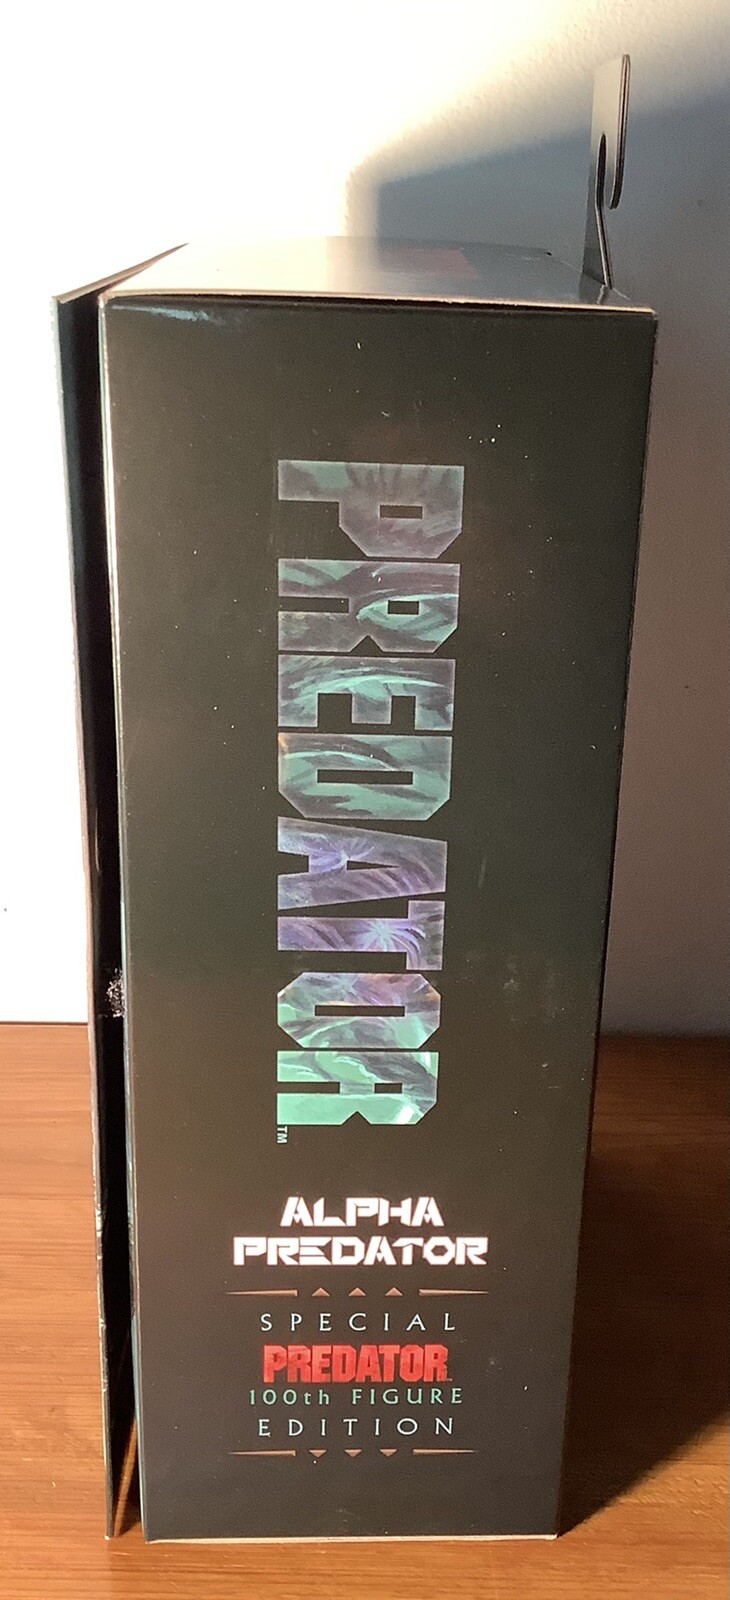 PREDATOR™
ALPHA
PREDATOR
SPECIAL
PREDATOR
100th FIGURE
EDITION